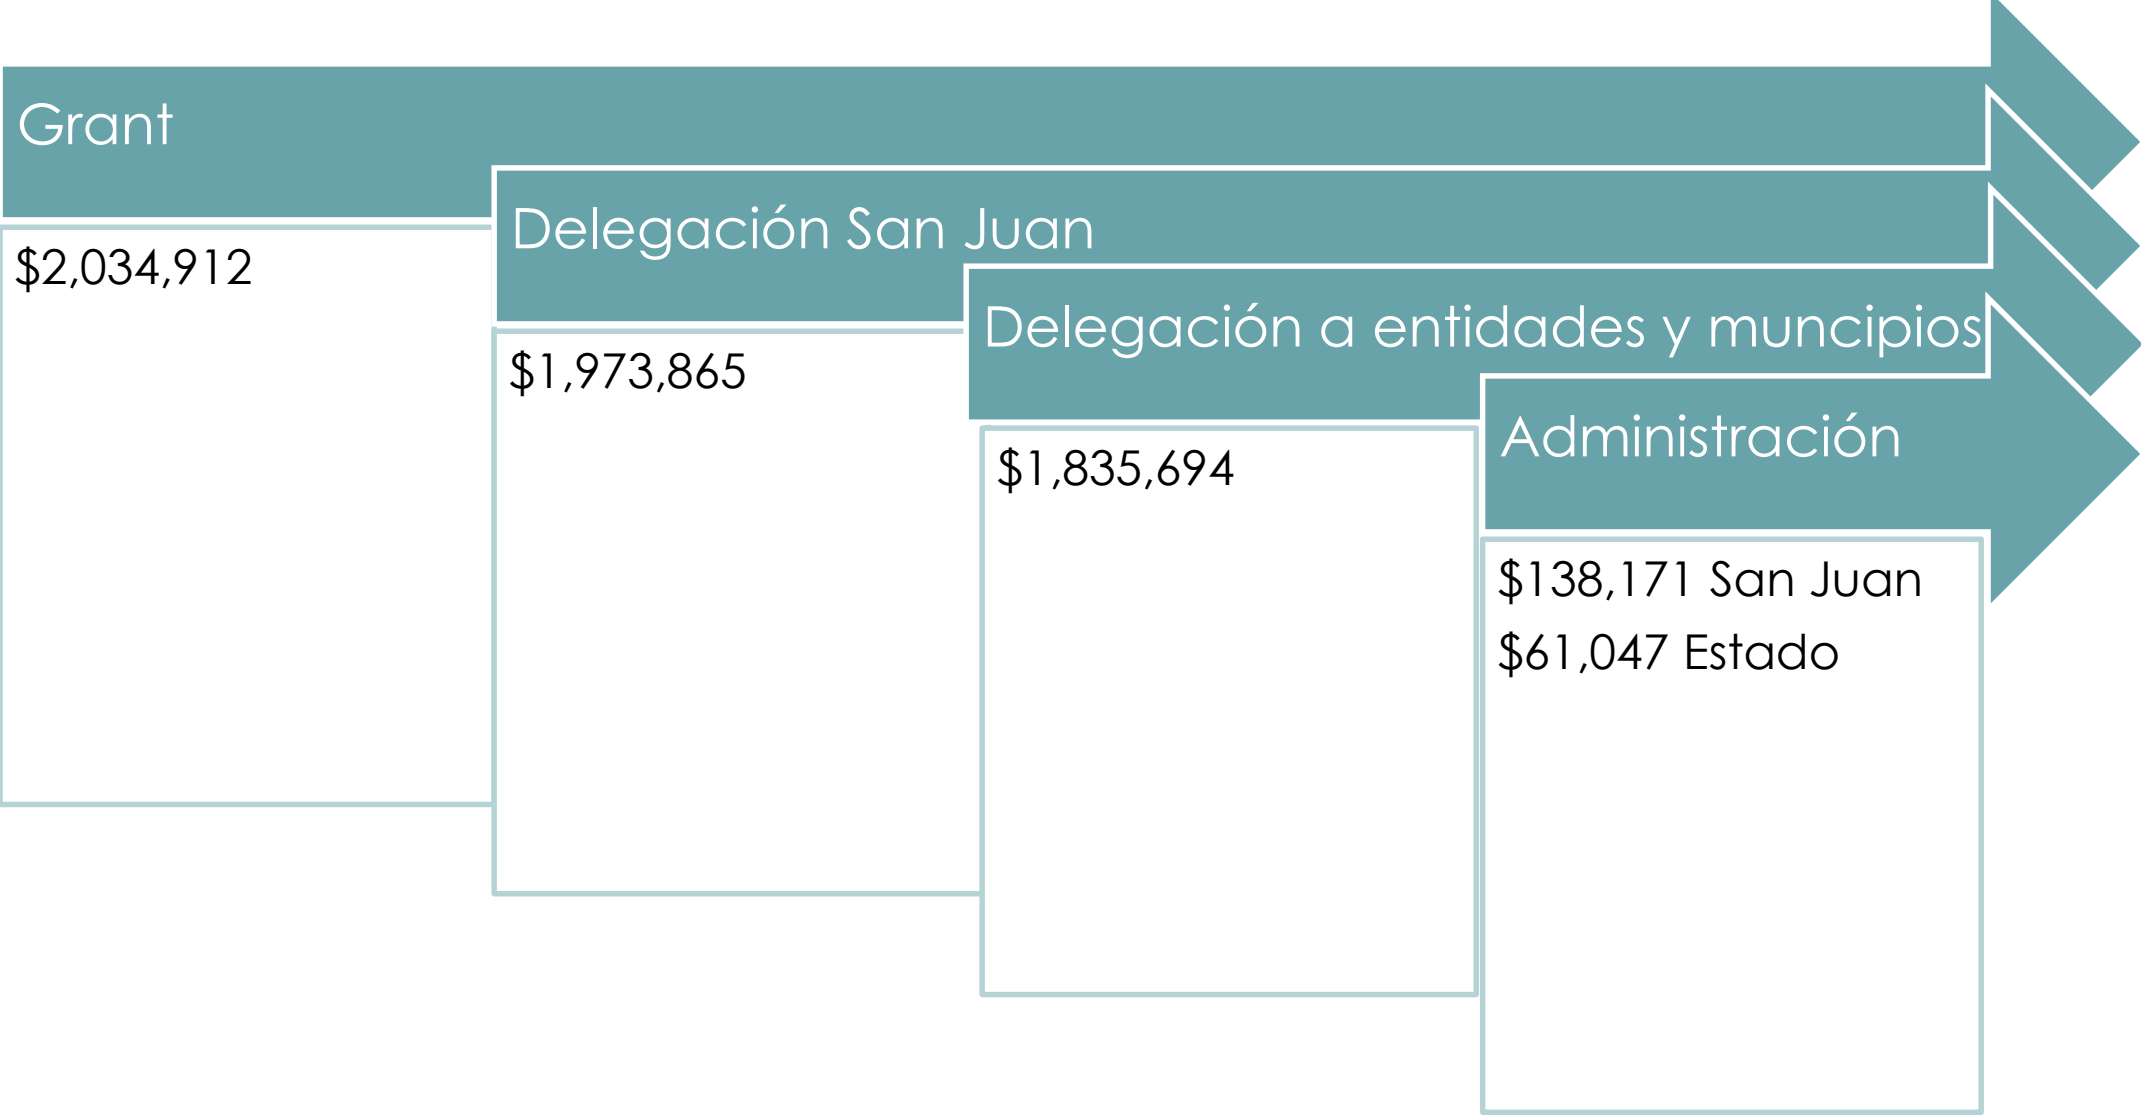 Grant
$2,034,912
Delegación San Juan
$1,973,865
Delegación a entidades y muncipios
$1,835,694
Administración
$138,171 San Juan
$61,047 Estado